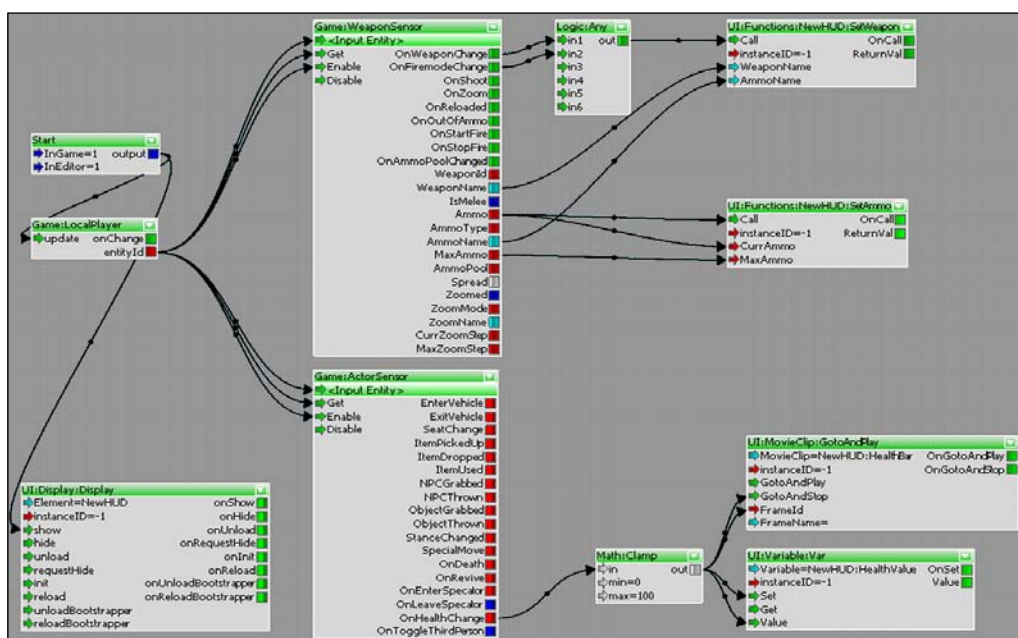 Start
InGame=1 output
InEditor=1
Game:LocalPlayer
update onChange
entityId
Game:WeaponSensor
<Input Entity>
Get OnWeaponChange
Enable OnFiremodeChange
Disable OnShoot
OnZoom
OnReloaded
OnOutOfAmmo
OnStartFire
OnStopFire
OnAmmoPoolChanged
WeaponId
WeaponName
IsMelee
Ammo
AmmoType
AmmoName
MaxAmmo
AmmoPool
Spread
Zoomed
ZoomMode
ZoomName
CurrZoomStep
MaxZoomStep
Logic:Any
in1 out
in2
in3
in4
in5
in6
UI:Functions:NewHUD:SetWeapon
Call OnCall
instanceID=-1 ReturnVal
WeaponName
AmmoName
UI:Functions:NewHUD:SetAmmo
Call OnCall
instanceID=-1 ReturnVal
CurrAmmo
MaxAmmo
Game:ActorSensor
<Input Entity>
Get EnterVehicle
Enable ExitVehicle
Disable SeatChange
ItemPickedUp
ItemDropped
ItemUsed
NPCGrabbed
NPCThrown
ObjectGrabbed
ObjectThrown
StanceChanged
SpecialMove
OnDeath
OnRevive
OnEnterSpecator
OnLeaveSpecator
OnHealthChange
OnToggleThirdPerson
UI:Display:Display
Element=NewHUD onShow
instanceID=-1 onHide
show onUnload
hide onRequestHide
unload onInit
requestHide onReload
init onUnloadBootstrapper
reload onReloadBootstrapper
unloadBootstrapper
reloadBootstrapper
Math:Clamp
in out
min=0
max=100
UI:MovieClip:GotoAndPlay
MovieClip=NewHUD:HealthBar OnGotoAndPlay
instanceID=-1 OnGotoAndStop
GotoAndPlay
GotoAndStop
FrameId
FrameName=
UI:Variable:Var
Variable=NewHUD:HealthValue OnSet
instanceID=-1 Value
Set
Get
Value